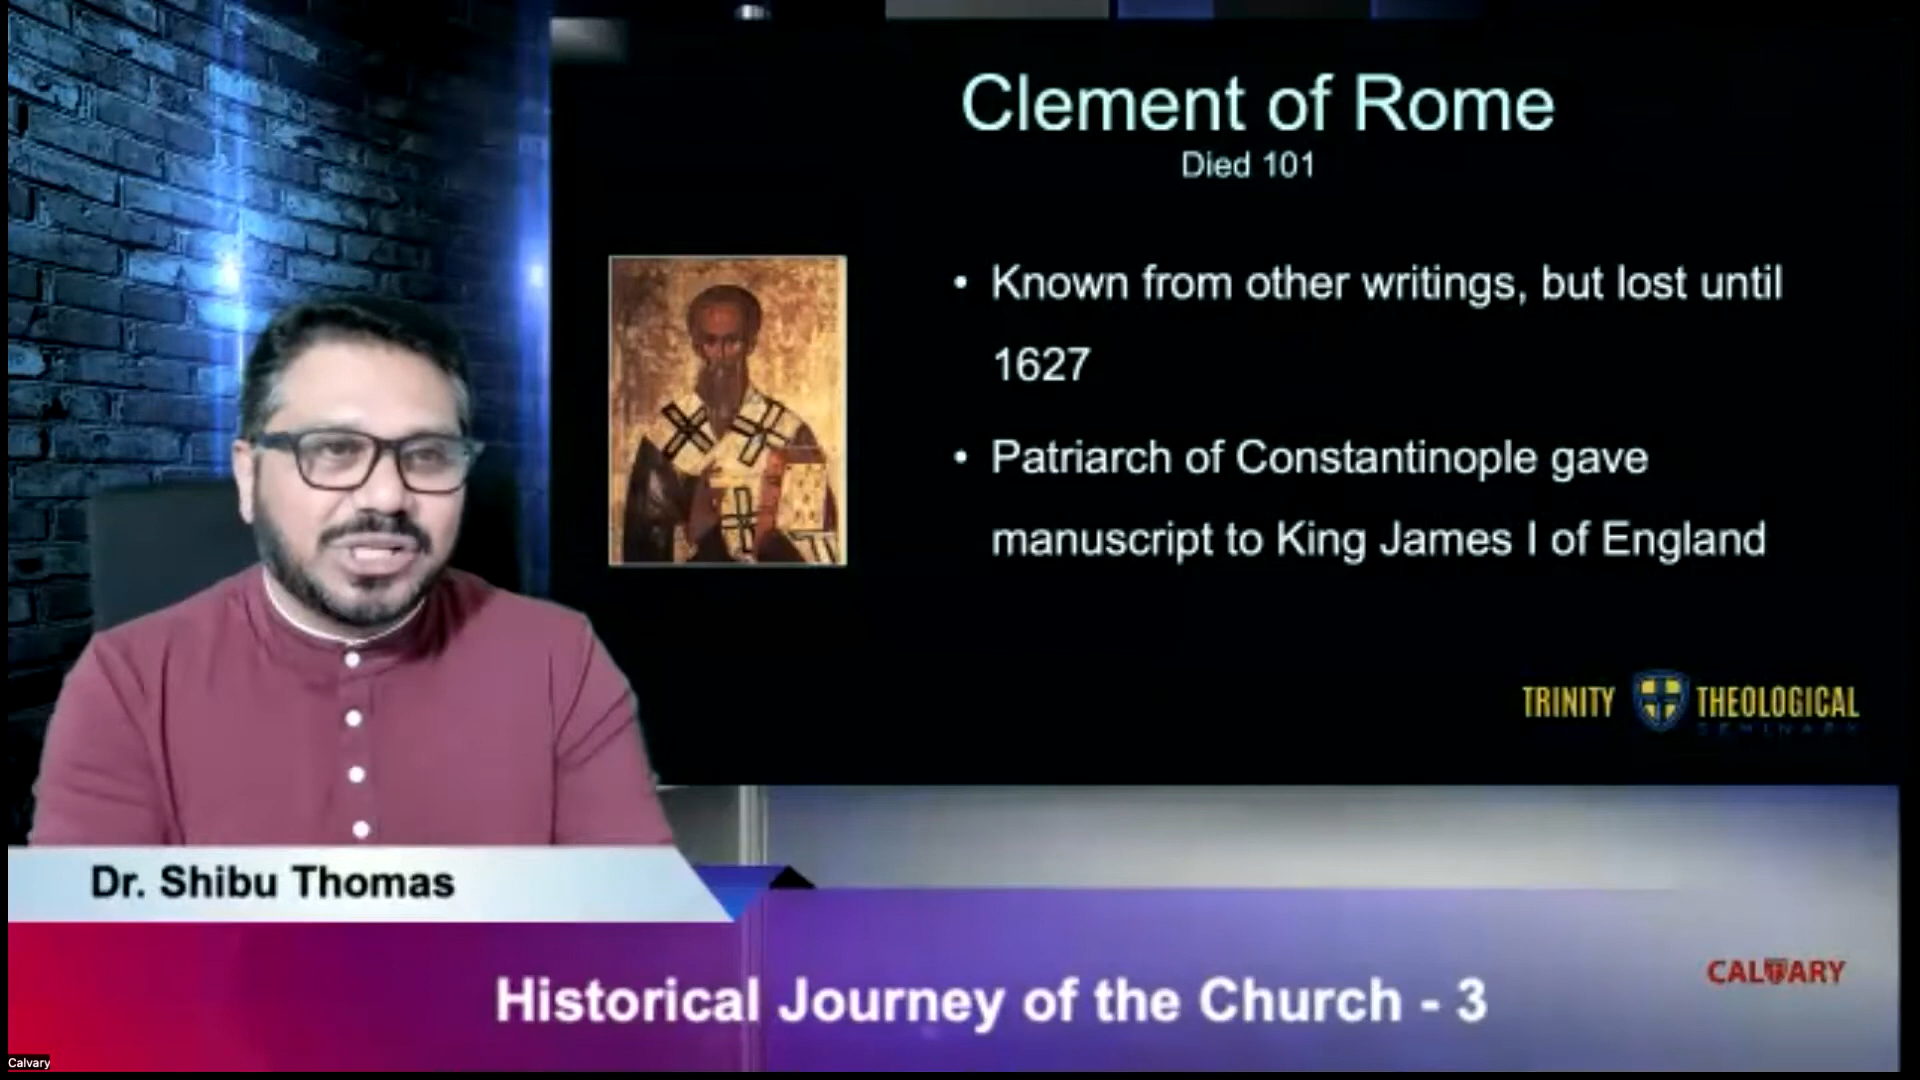 Clement of Rome
Died 101
• Known from other writings, but lost until
1627
• Patriarch of Constantinople gave
manuscript to King James I of England
TRINITY THEOLOGICAL
SEMINARY
Dr. Shibu Thomas
Historical Journey of the Church - 3
CALVARY
Calvary